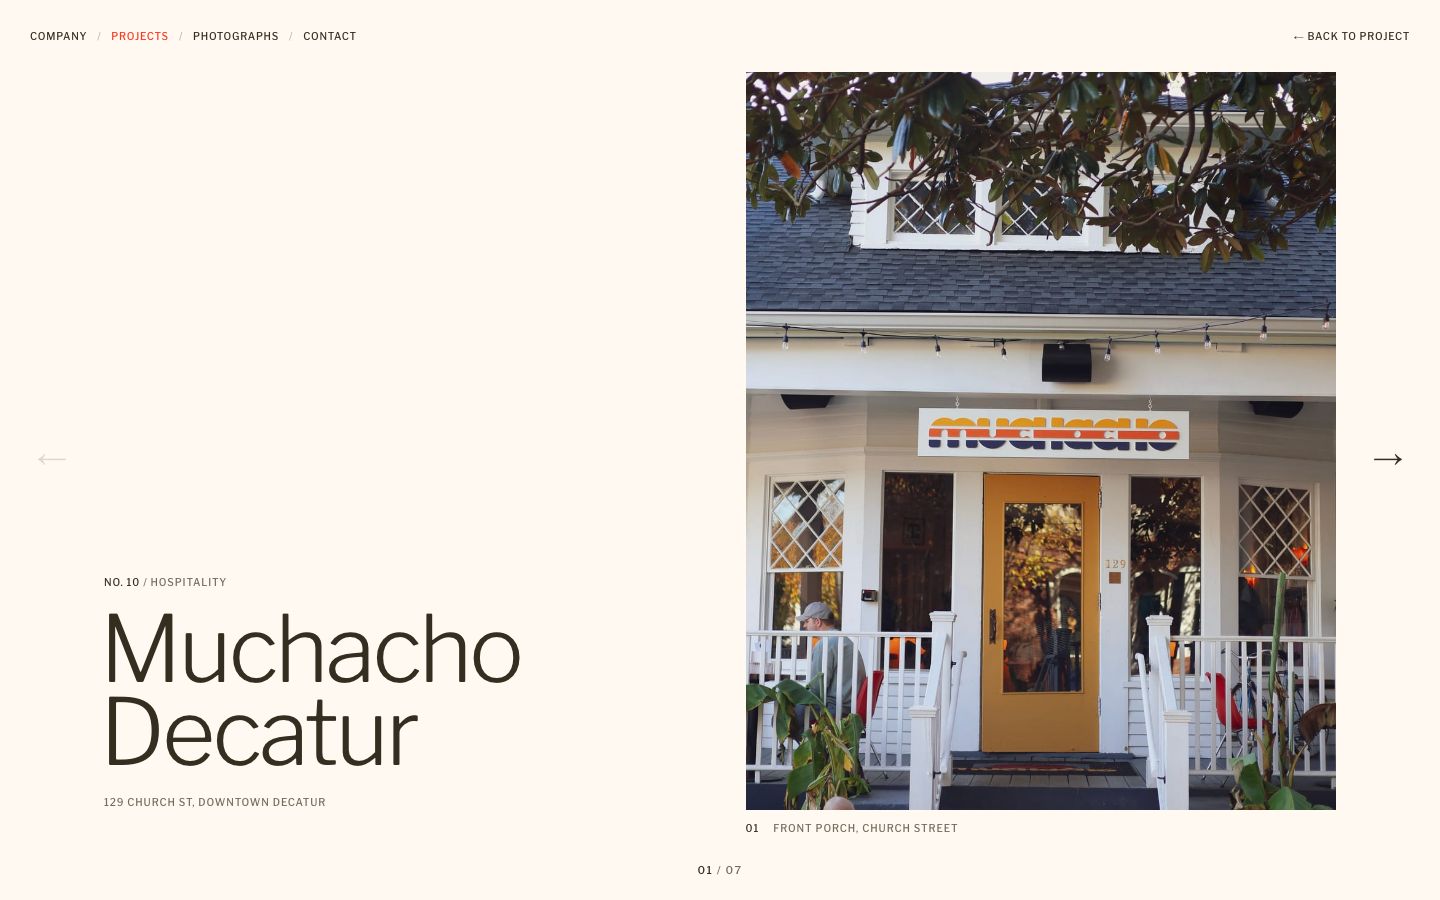 COMPANY / PROJECTS / PHOTOGRAPHS / CONTACT
← BACK TO PROJECT
muchacho
129
NO. 10 / HOSPITALITY
Muchacho
Decatur
129 CHURCH ST, DOWNTOWN DECATUR
01 FRONT PORCH, CHURCH STREET
01 / 07